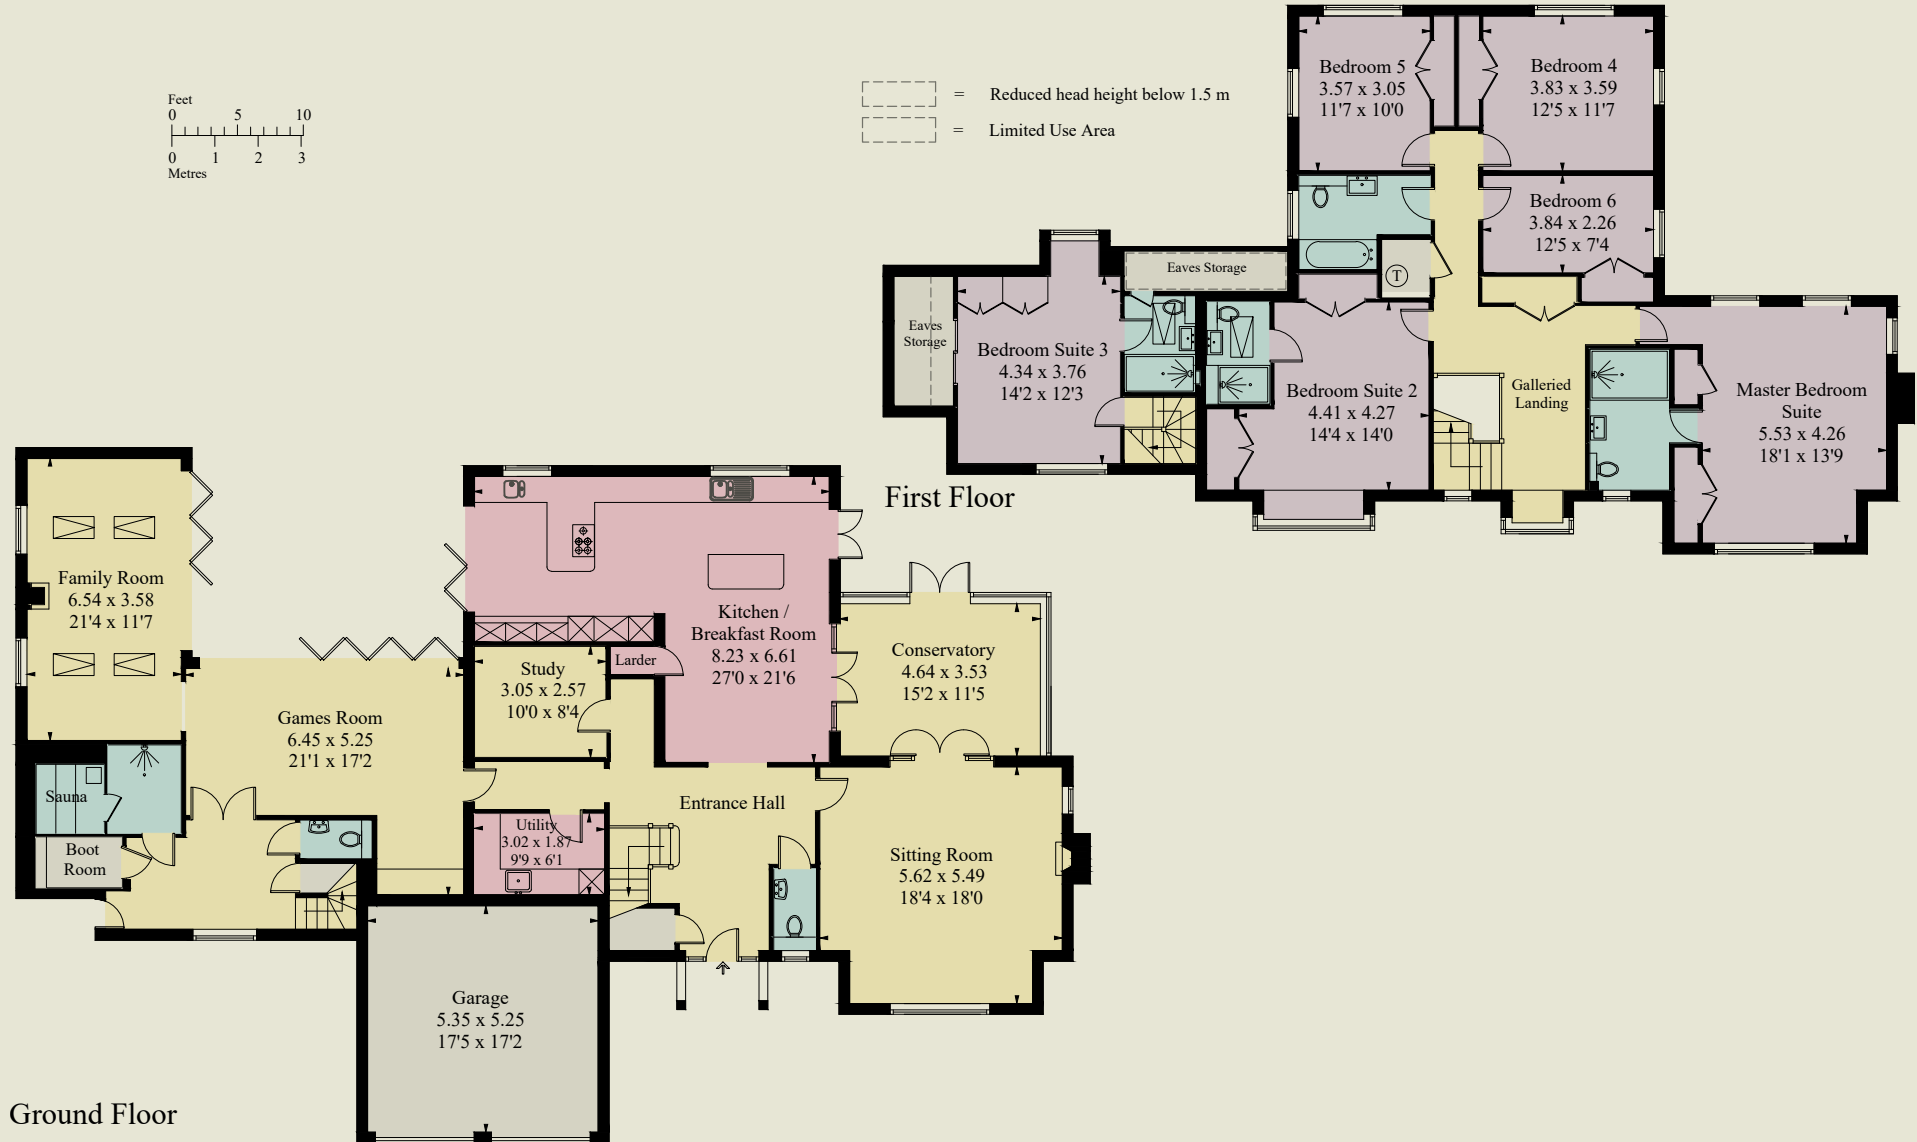 Feet
0 5 10
0 1 2 3
Metres
= Reduced head height below 1.5 m
= Limited Use Area
Bedroom 5
3.57 x 3.05
11'7 x 10'0
Bedroom 4
3.83 x 3.59
12'5 x 11'7
Bedroom 6
3.84 x 2.26
12'5 x 7'4
Eaves Storage
T
Eaves
Storage
Bedroom Suite 3
4.34 x 3.76
14'2 x 12'3
Bedroom Suite 2
4.41 x 4.27
14'4 x 14'0
Galleried
Landing
Master Bedroom
Suite
5.53 x 4.26
18'1 x 13'9
First Floor
Family Room
6.54 x 3.58
21'4 x 11'7
Kitchen /
Breakfast Room
8.23 x 6.61
27'0 x 21'6
Larder
Study
3.05 x 2.57
10'0 x 8'4
Conservatory
4.64 x 3.53
15'2 x 11'5
Games Room
6.45 x 5.25
21'1 x 17'2
Sauna
Entrance Hall
Utility
3.02 x 1.87
9'9 x 6'1
Boot
Room
Sitting Room
5.62 x 5.49
18'4 x 18'0
Garage
5.35 x 5.25
17'5 x 17'2
Ground Floor